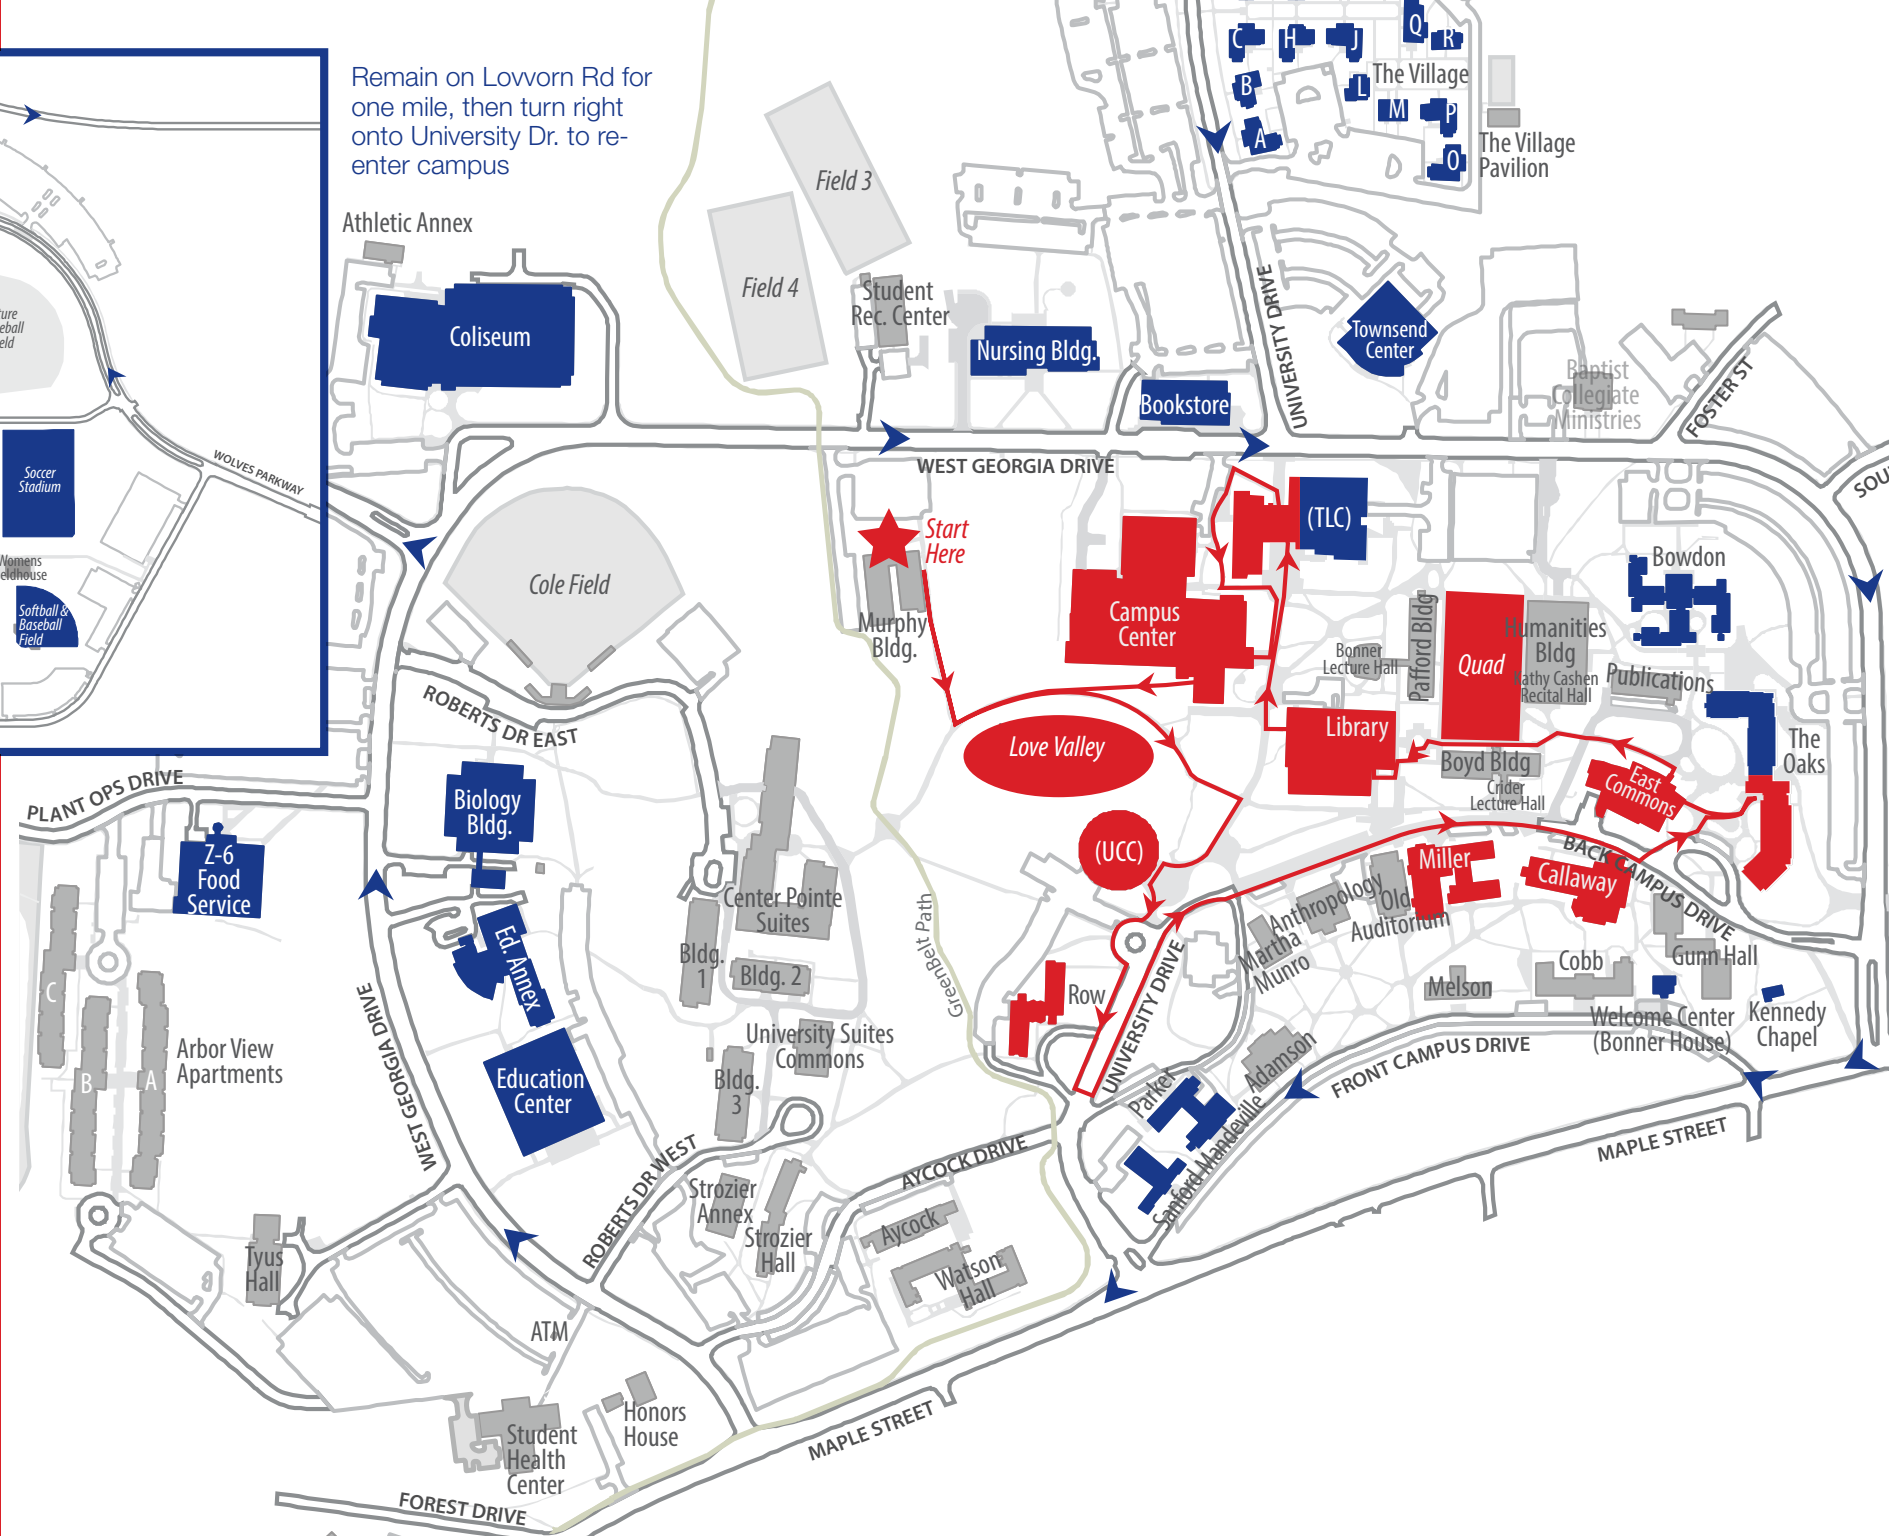 Remain on Lovvorn Rd for
one mile, then turn right
onto University Dr. to re-
enter campus
C
H
J
Q
R
The Village
B
L
M
P
A
O
The Village
Pavilion
Field 3
Field 4
Athletic Annex
Coliseum
Student
Rec. Center
Nursing Bldg.
Bookstore
UNIVERSITY DRIVE
Townsend
Center
Baptist
Collegiate
Ministries
FOSTER ST
WEST GEORGIA DRIVE
WOLVES PARKWAY
Soccer
Stadium
Softball &
Baseball
Field
Start
Here
Murphy
Bldg.
Cole Field
(TLC)
Campus
Center
Bonner
Lecture Hall
Pafford Bldg
Quad
Humanities
Bldg
Kathy Cashen
Recital Hall
Publications
Bowdon
The
Oaks
ROBERTS DR EAST
Love Valley
Library
Boyd Bldg
Crider
Lecture Hall
East
Commons
PLANT OPS DRIVE
Z-6
Food
Service
Biology
Bldg.
(UCC)
Miller
Callaway
BACK CAMPUS DRIVE
Center Pointe
Suites
Anthropology
Old
Auditorium
Martha
Munro
Ed. Annex
Bldg.
1
Bldg. 2
GreenBelt Path
Row
UNIVERSITY DRIVE
Melson
Cobb
Gunn Hall
Welcome Center
(Bonner House)
Kennedy
Chapel
C
B
A
Arbor View
Apartments
WEST GEORGIA DRIVE
Education
Center
University Suites
Commons
Bldg.
3
Parker
Adamson
Mandeville
Sanford
FRONT CAMPUS DRIVE
MAPLE STREET
ROBERTS DR WEST
AYCOCK DRIVE
Strozier
Annex
Strozier
Hall
Aycock
Watson
Hall
Tyus
Hall
ATM
Honors
House
Student
Health
Center
MAPLE STREET
FOREST DRIVE